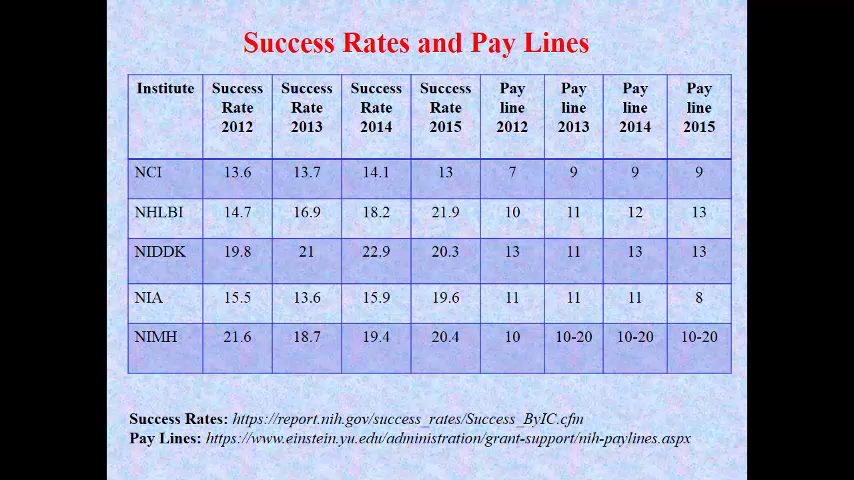 Success Rates and Pay Lines
Institute Success Rate 2012 Success Rate 2013 Success Rate 2014 Success Rate 2015 Pay line 2012 Pay line 2013 Pay line 2014 Pay line 2015
NCI 13.6 13.7 14.1 13 7 9 9 9
NHLBI 14.7 16.9 18.2 21.9 10 11 12 13
NIDDK 19.8 21 22.9 20.3 13 11 13 13
NIA 15.5 13.6 15.9 19.6 11 11 11 8
NIMH 21.6 18.7 19.4 20.4 10 10-20 10-20 10-20
Success Rates: https://report.nih.gov/success_rates/Success_ByIC.cfm
Pay Lines: https://www.einstein.yu.edu/administration/grant-support/nih-paylines.aspx